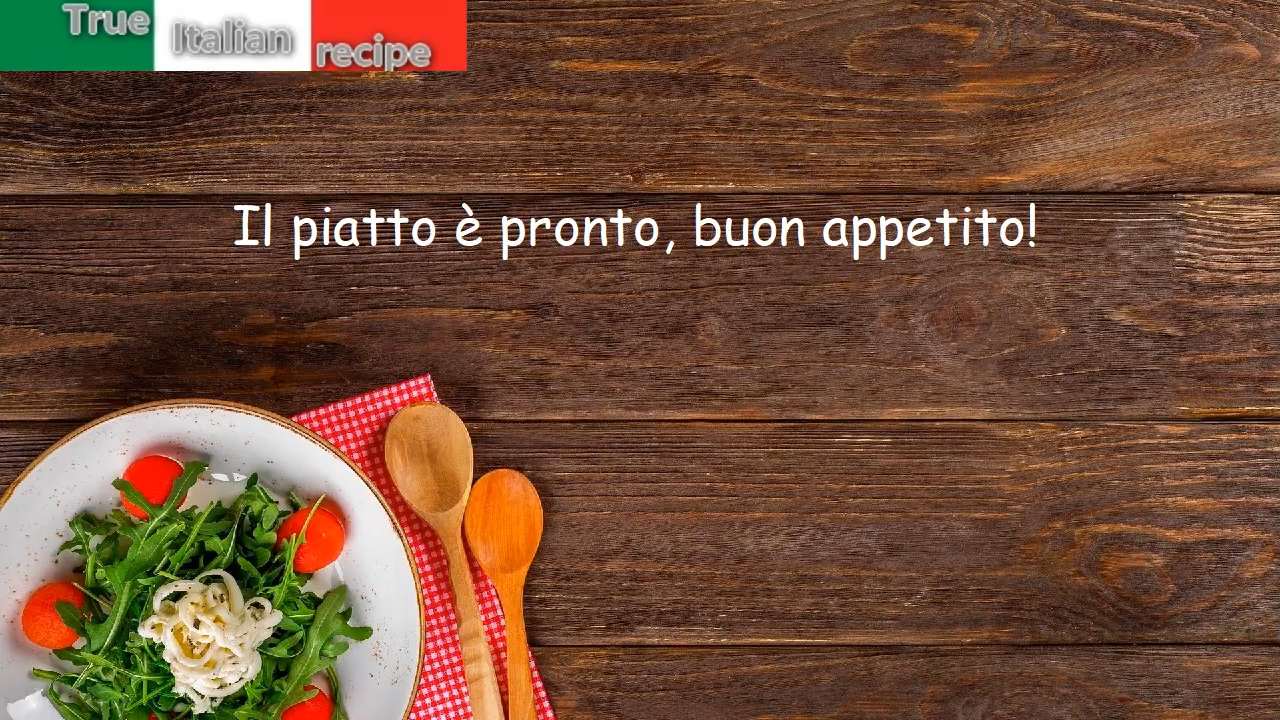 True
Italian
recipe
Il piatto è pronto, buon appetito!